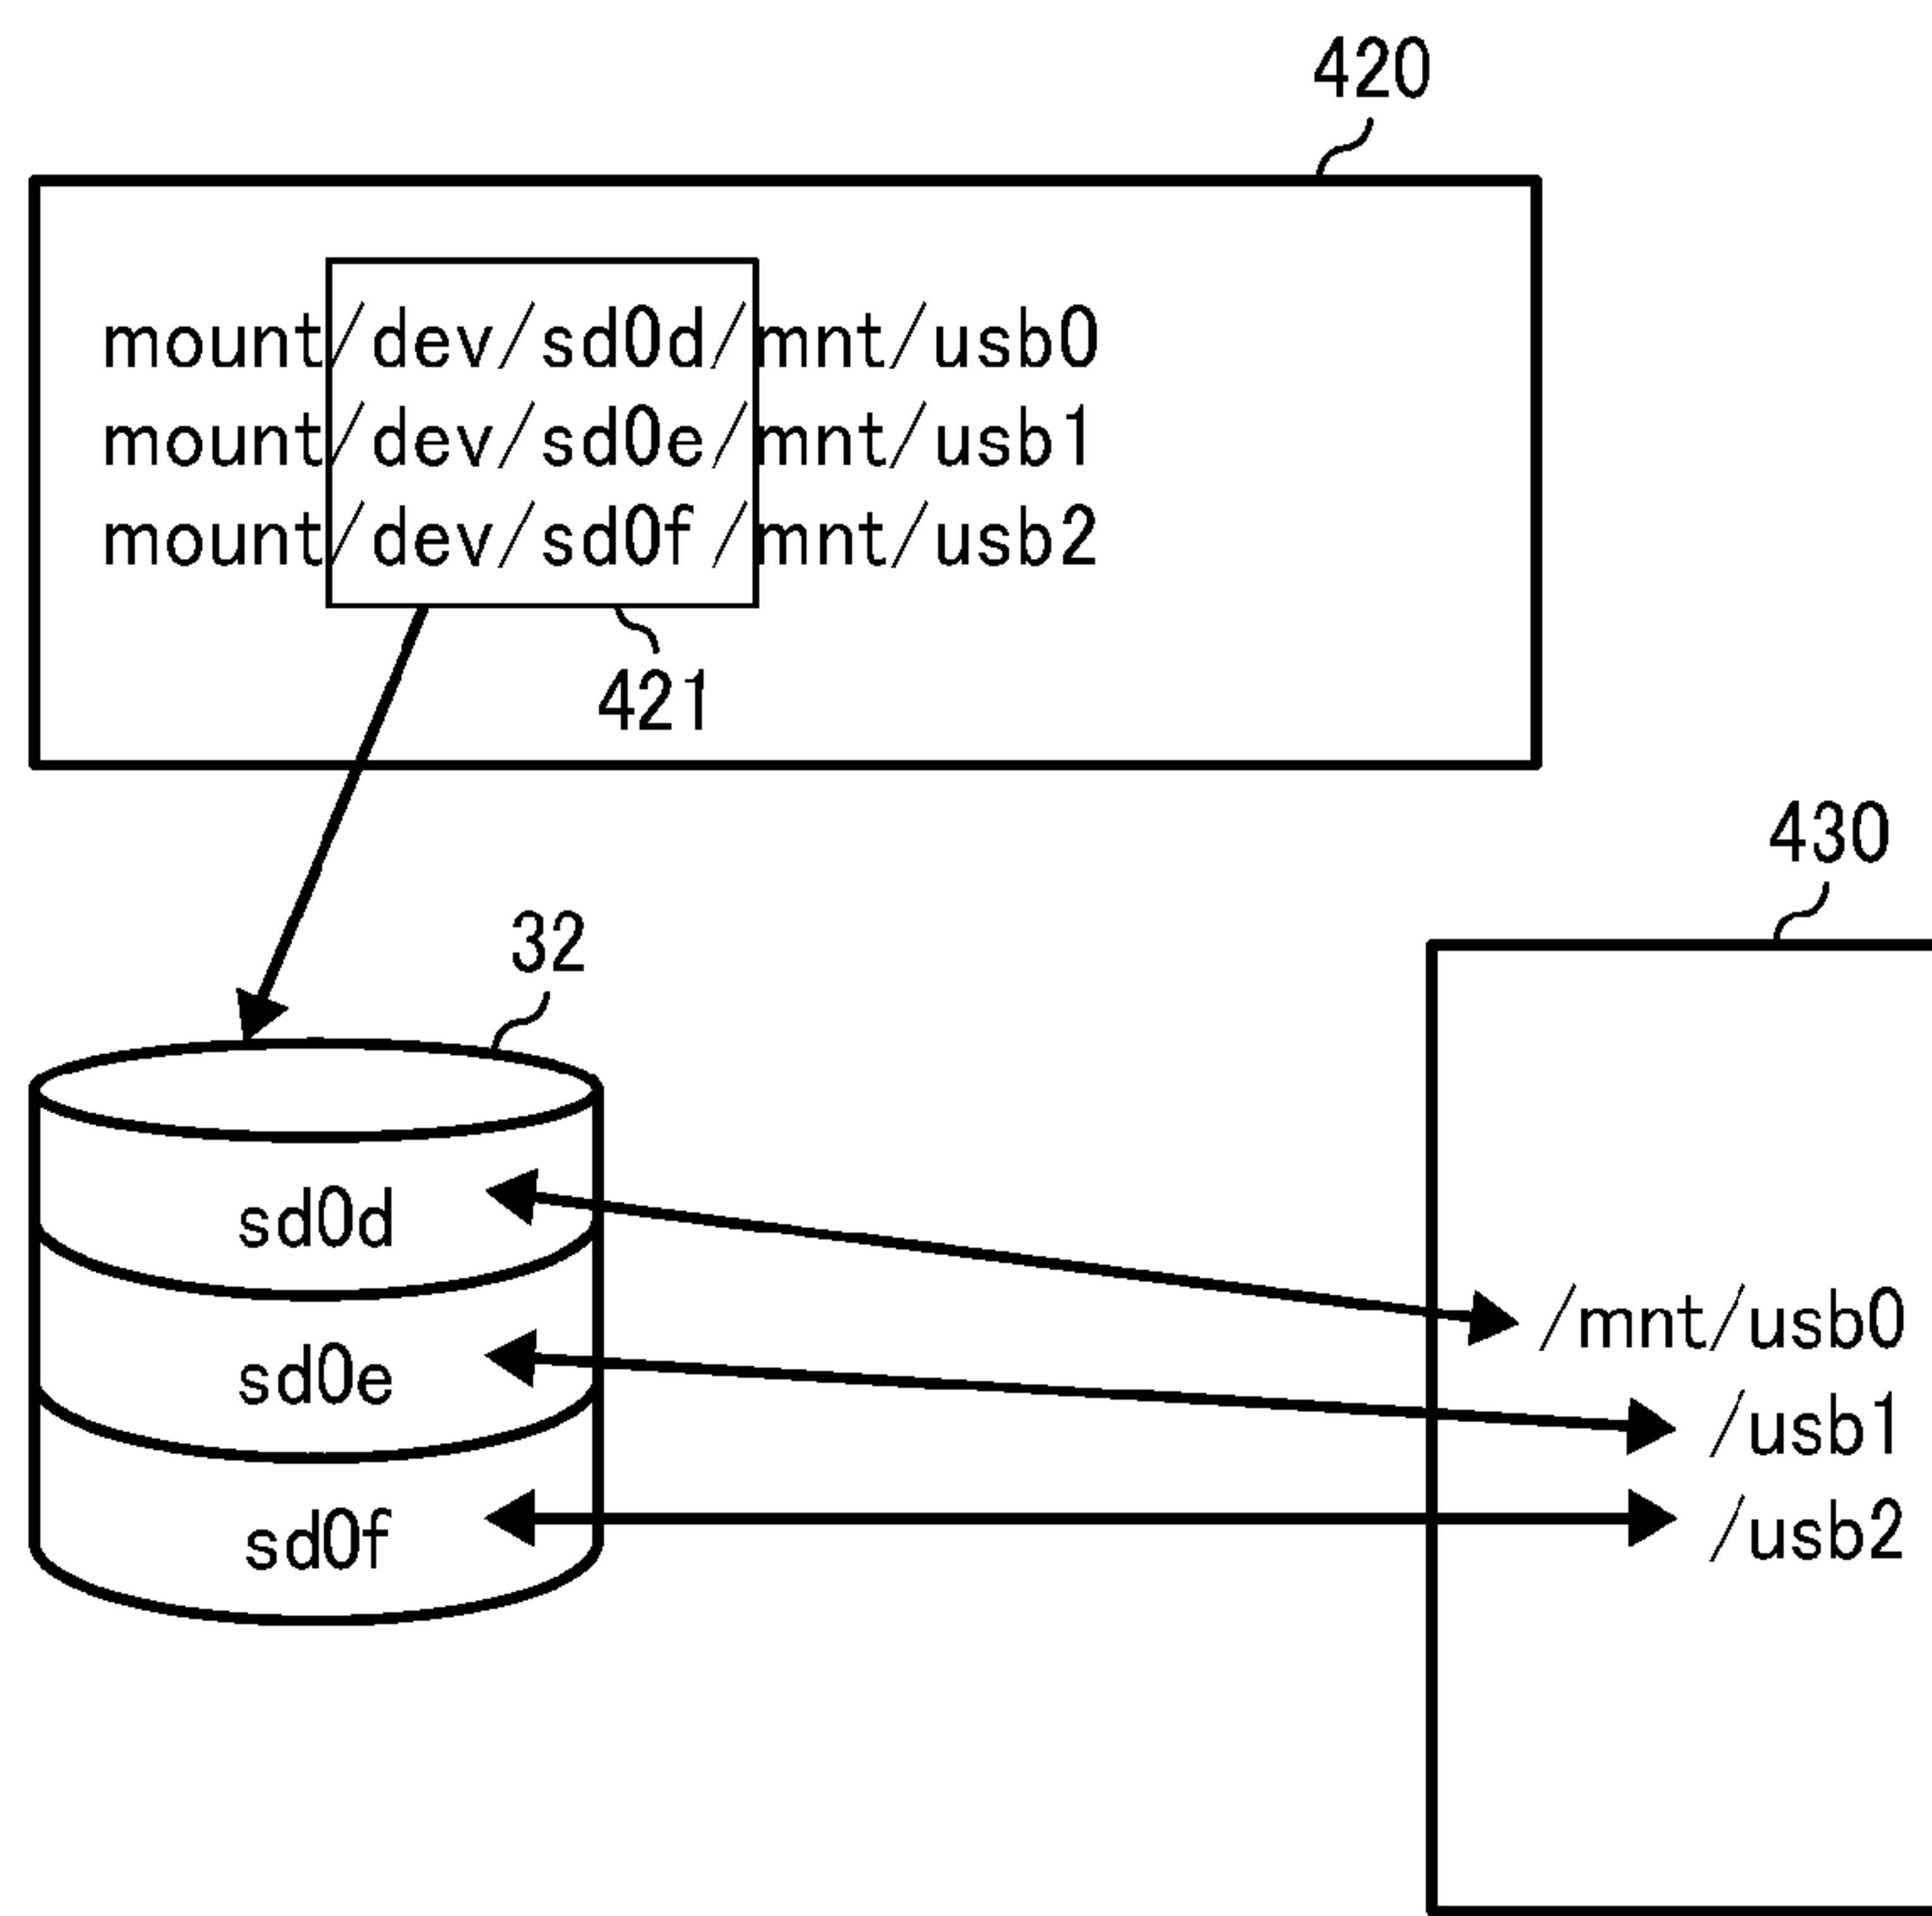 420
mount/dev/sd0d/mnt/usb0
mount/dev/sd0e/mnt/usb1
mount/dev/sd0f/mnt/usb2
421
430
32
sd0d
sd0e
sd0f
/mnt/usb0
/usb1
/usb2